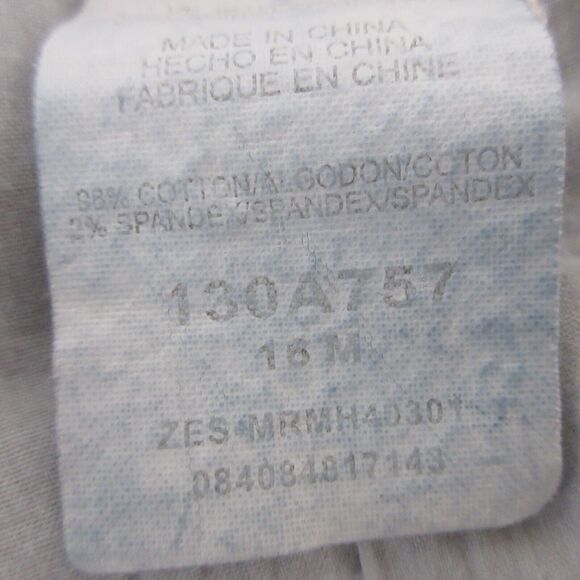 MADE IN CHINA
HECHO EN CHINA
FABRIQUE EN CHINE
98% COTTON/ALGODON/COTON
2% SPANDEX/SPANDEX/SPANDEX
130A757
16 M
ZES-MRMH40301
084084817143